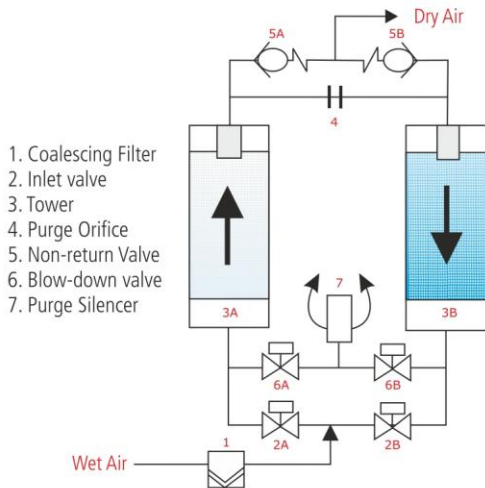 Dry Air
5A
5B
4
1. Coalescing Filter
2. Inlet valve
3. Tower
4. Purge Orifice
5. Non-return Valve
6. Blow-down valve
7. Purge Silencer
7
3A
3B
6A
6B
1
2A
2B
Wet Air